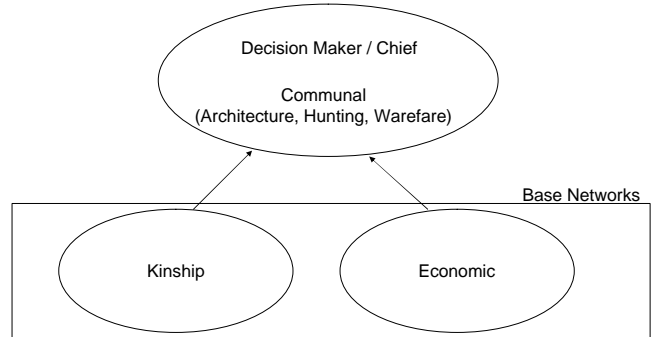 Decision Maker / Chief
Communal
(Architecture, Hunting, Warefare)
Base Networks
Kinship
Economic